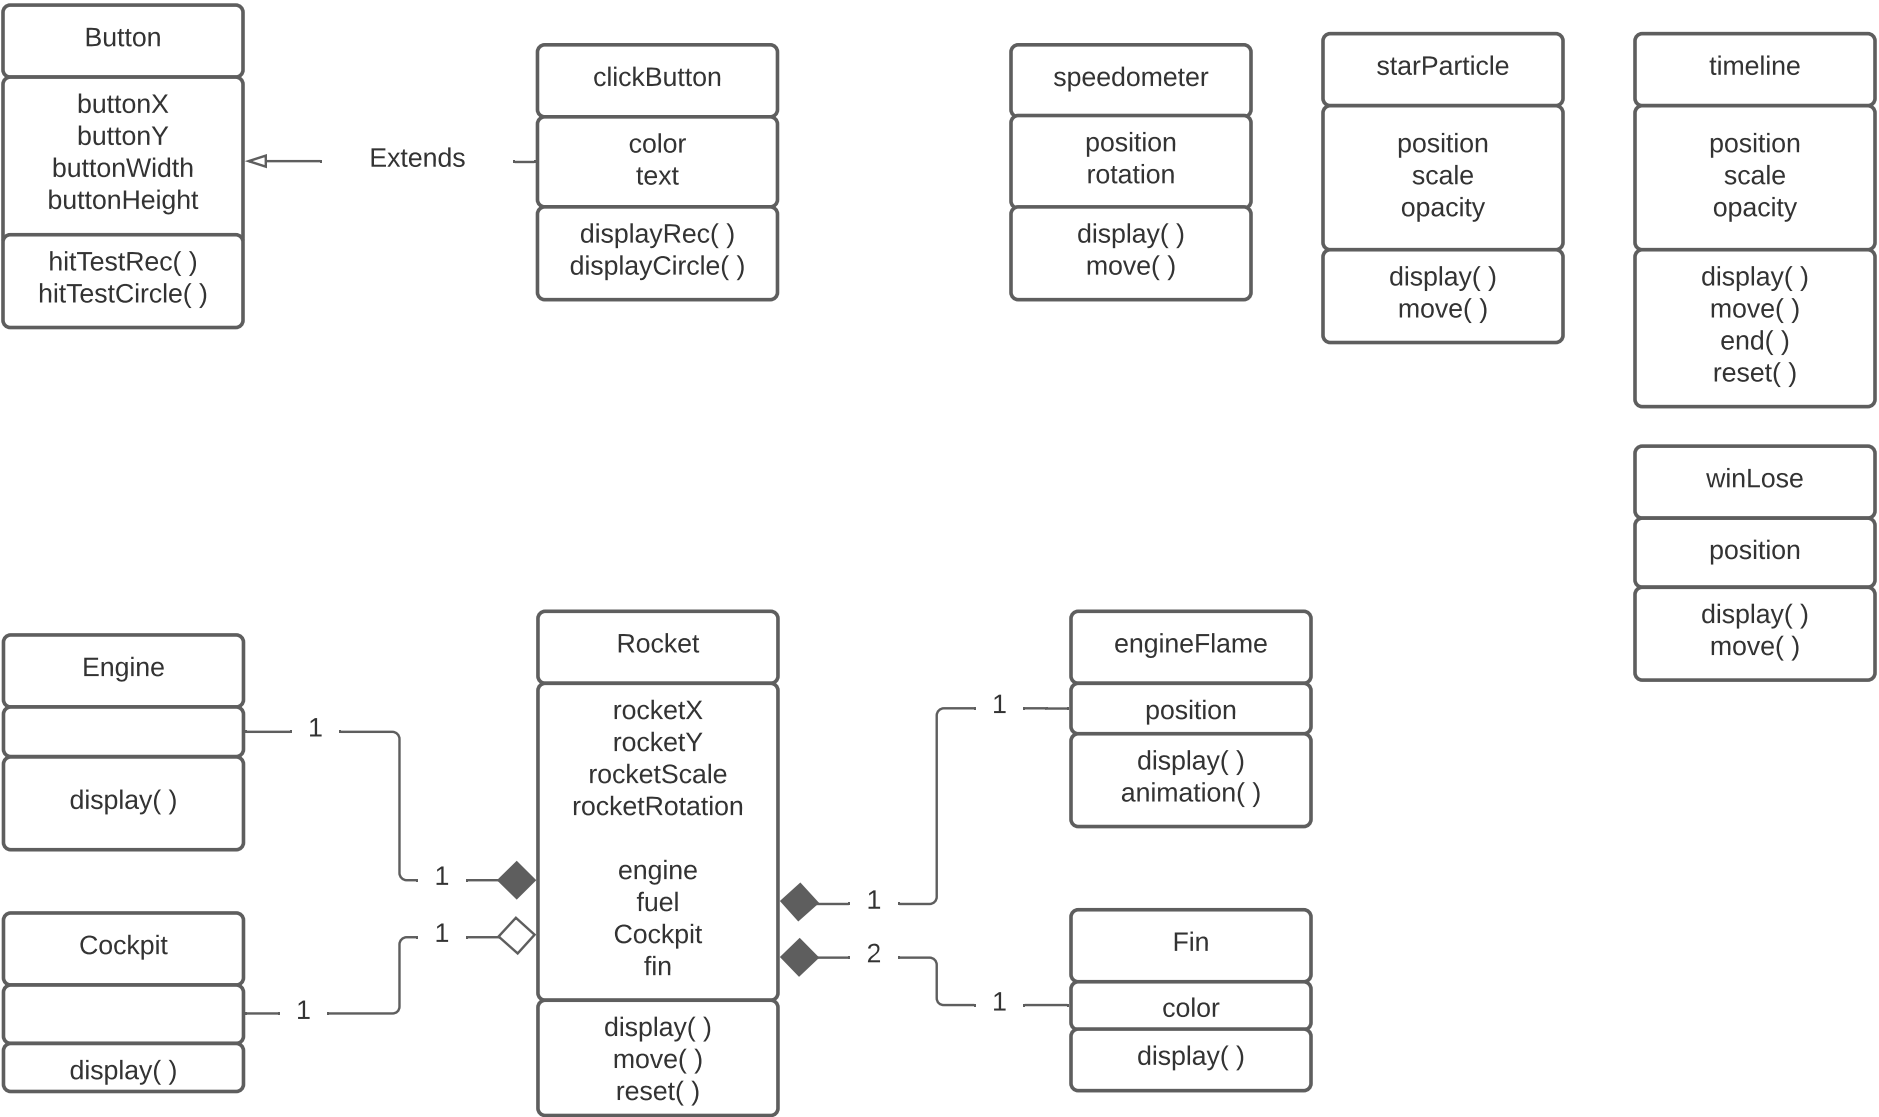 Button
buttonX
buttonY
buttonWidth
buttonHeight
hitTestRec( )
hitTestCircle( )
Extends
clickButton
color
text
displayRec( )
displayCircle( )
speedometer
position
rotation
display( )
move( )
starParticle
position
scale
opacity
display( )
move( )
timeline
position
scale
opacity
display( )
move( )
end( )
reset( )
winLose
position
display( )
move( )
Engine
display( )
1
1
Cockpit
display( )
1
1
Rocket
rocketX
rocketY
rocketScale
rocketRotation
engine
fuel
Cockpit
fin
display( )
move( )
reset( )
1
1
engineFlame
position
display( )
animation( )
2
1
Fin
color
display( )